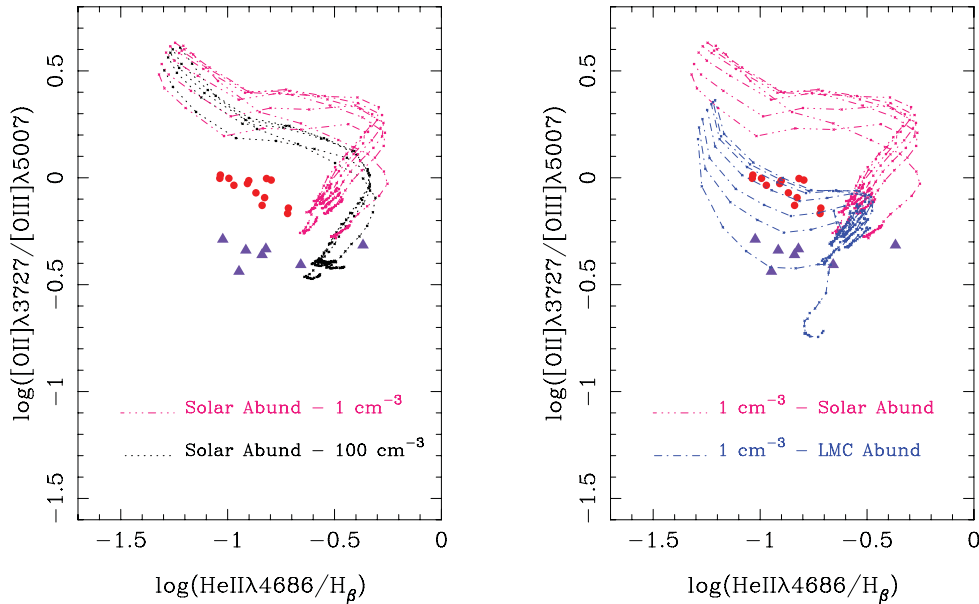 log([OII]λ3727/[OIII]λ5007)
0.5
0
−0.5
−1
−1.5
Solar Abund − 1 cm⁻³
Solar Abund − 100 cm⁻³
−1.5 −1 −0.5 0
log(HeIIλ4686/Hᵦ)
log([OII]λ3727/[OIII]λ5007)
0.5
0
−0.5
−1
−1.5
1 cm⁻³ − Solar Abund
1 cm⁻³ − LMC Abund
−1.5 −1 −0.5 0
log(HeIIλ4686/Hᵦ)